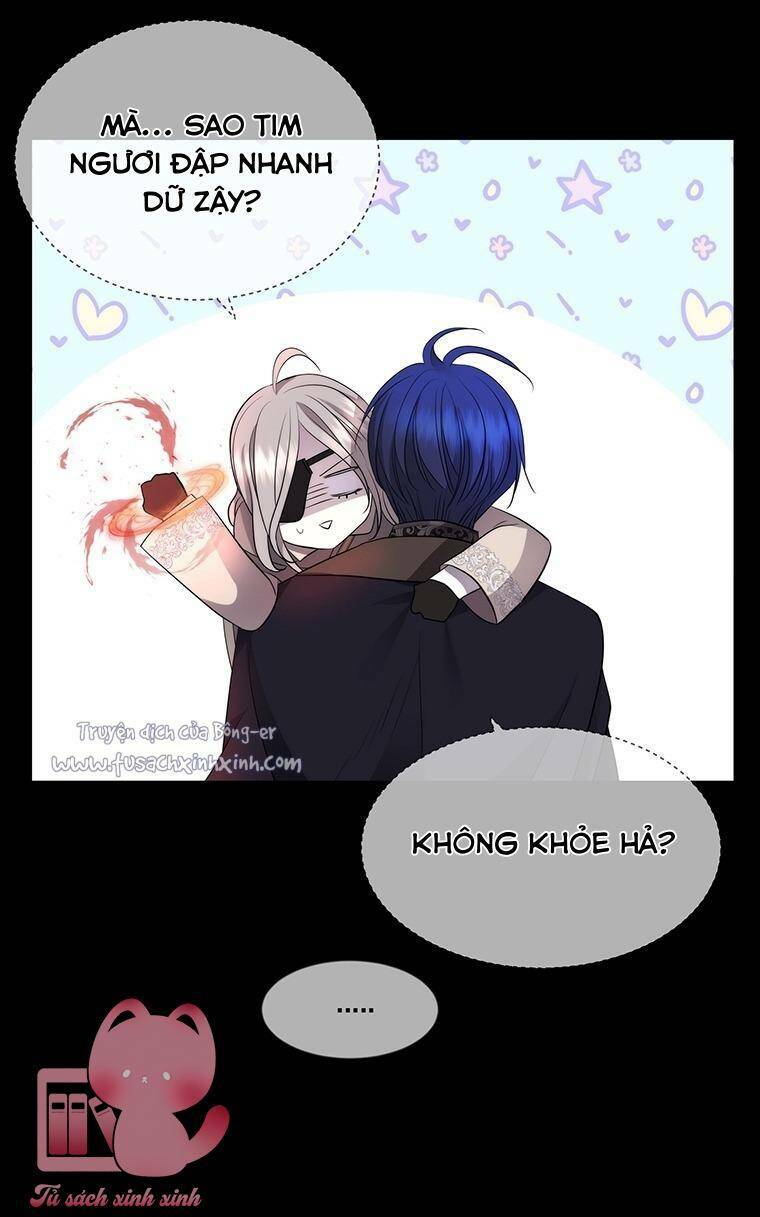 MÀ... SAO TIM
NGƯƠI ĐẬP NHANH
DỮ ZẬY?
Truyện dịch của Bông-er
www.tusachxinhxinh.com
KHÔNG KHỎE HẢ?
.....
Tủ sách xinh xinh